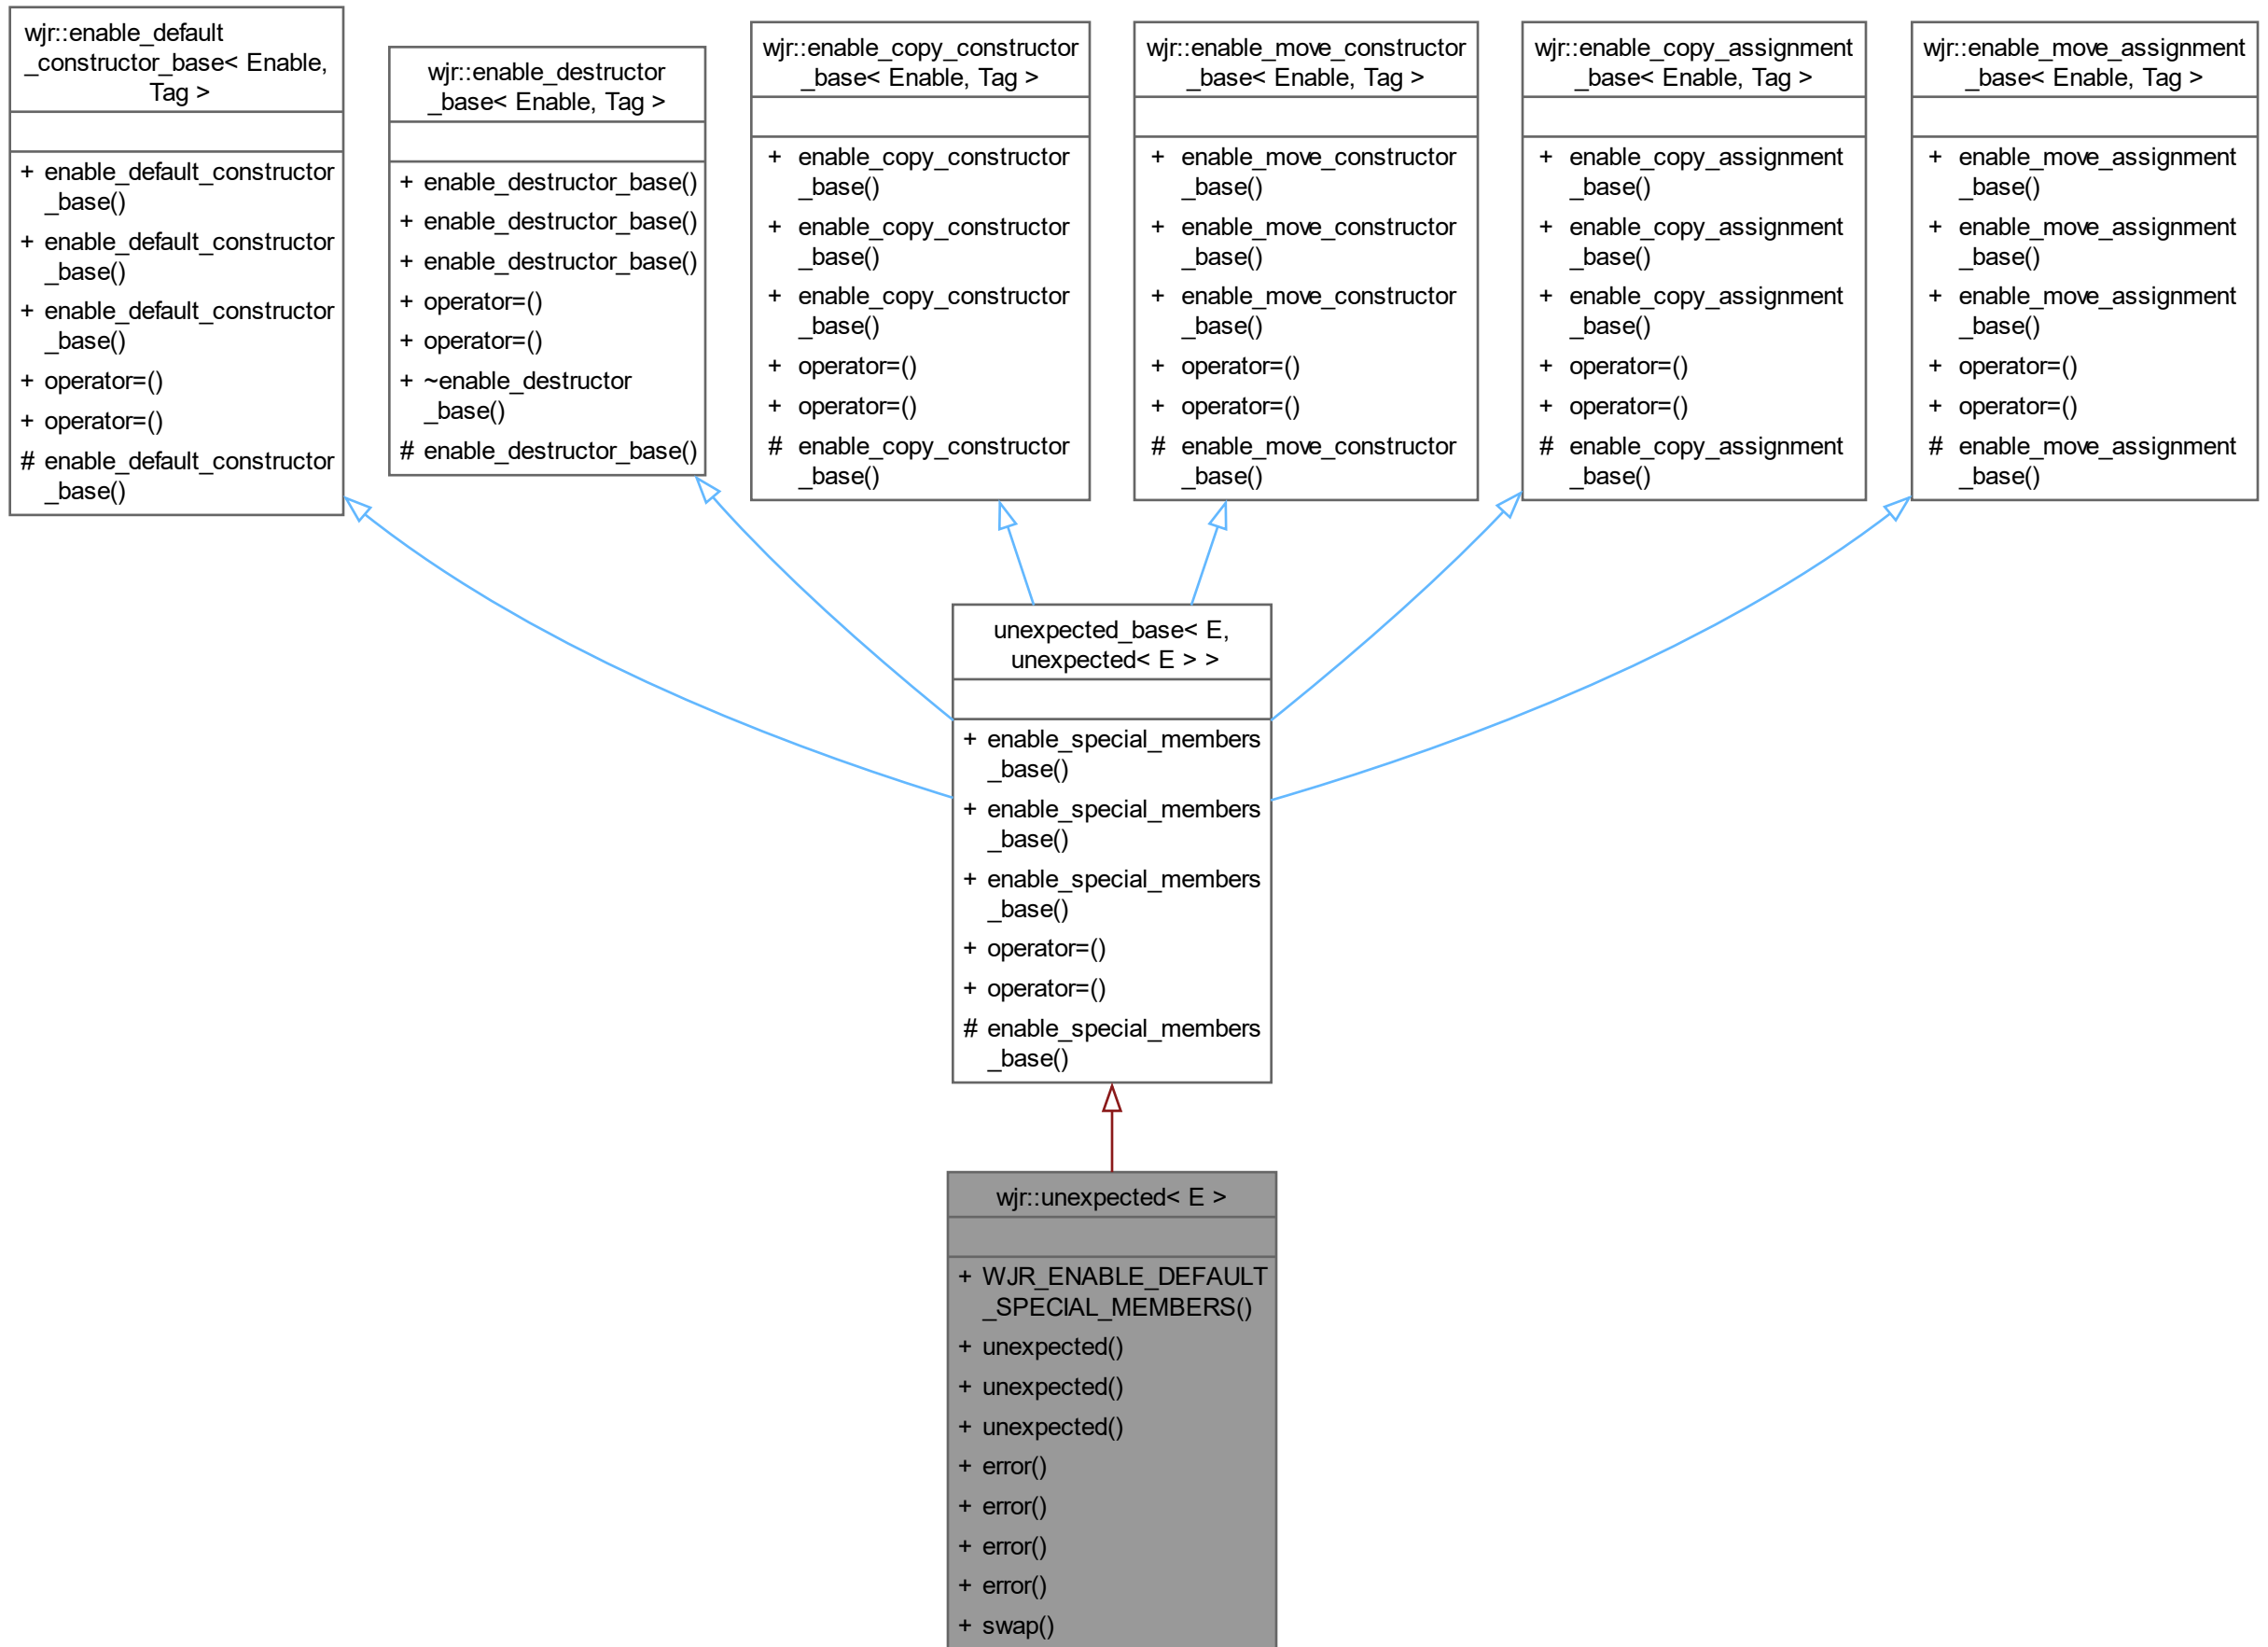 wjr::enable_default
_constructor_base< Enable,
Tag >
+ enable_default_constructor
_base()
+ enable_default_constructor
_base()
+ enable_default_constructor
_base()
+ operator=()
+ operator=()
# enable_default_constructor
_base()
wjr::enable_destructor
_base< Enable, Tag >
+ enable_destructor_base()
+ enable_destructor_base()
+ enable_destructor_base()
+ operator=()
+ operator=()
+ ~enable_destructor
_base()
# enable_destructor_base()
wjr::enable_copy_constructor
_base< Enable, Tag >
+ enable_copy_constructor
_base()
+ enable_copy_constructor
_base()
+ enable_copy_constructor
_base()
+ operator=()
+ operator=()
# enable_copy_constructor
_base()
wjr::enable_move_constructor
_base< Enable, Tag >
+ enable_move_constructor
_base()
+ enable_move_constructor
_base()
+ enable_move_constructor
_base()
+ operator=()
+ operator=()
# enable_move_constructor
_base()
wjr::enable_copy_assignment
_base< Enable, Tag >
+ enable_copy_assignment
_base()
+ enable_copy_assignment
_base()
+ enable_copy_assignment
_base()
+ operator=()
+ operator=()
# enable_copy_assignment
_base()
wjr::enable_move_assignment
_base< Enable, Tag >
+ enable_move_assignment
_base()
+ enable_move_assignment
_base()
+ enable_move_assignment
_base()
+ operator=()
+ operator=()
# enable_move_assignment
_base()
unexpected_base< E,
unexpected< E > >
+ enable_special_members
_base()
+ enable_special_members
_base()
+ enable_special_members
_base()
+ operator=()
+ operator=()
# enable_special_members
_base()
wjr::unexpected< E >
+ WJR_ENABLE_DEFAULT
_SPECIAL_MEMBERS()
+ unexpected()
+ unexpected()
+ unexpected()
+ error()
+ error()
+ error()
+ error()
+ swap()